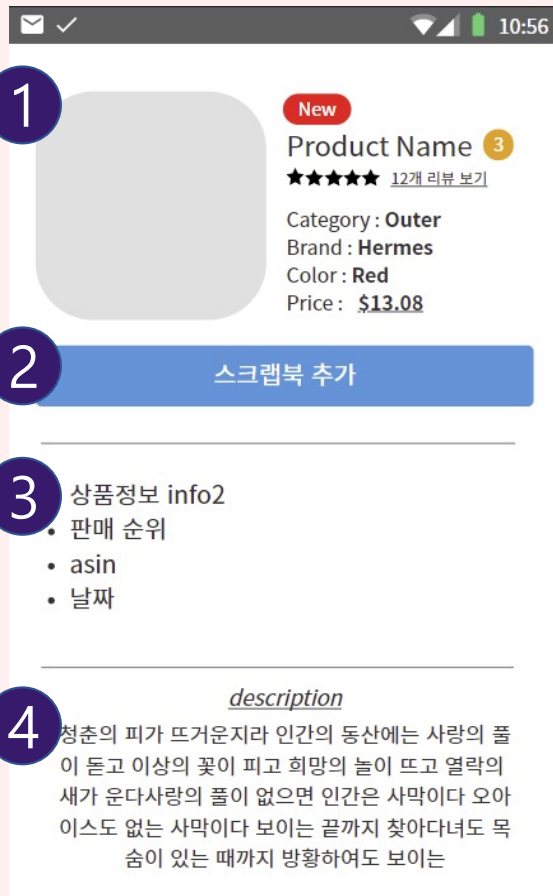 10:56
1
New
Product Name 3
★★★★★ 12개 리뷰 보기
Category : Outer
Brand : Hermes
Color : Red
Price : $13.08
2
스크랩북 추가
3
상품정보 info2
• 판매 순위
• asin
• 날짜
description
4
청춘의 피가 뜨거운지라 인간의 동산에는 사랑의 풀
이 돋고 이상의 꽃이 피고 희망의 놀이 뜨고 열락의
새가 운다사랑의 풀이 없으면 인간은 사막이다 오아
이스도 없는 사막이다 보이는 끝까지 찾아다녀도 목
숨이 있는 때까지 방황하여도 보이는